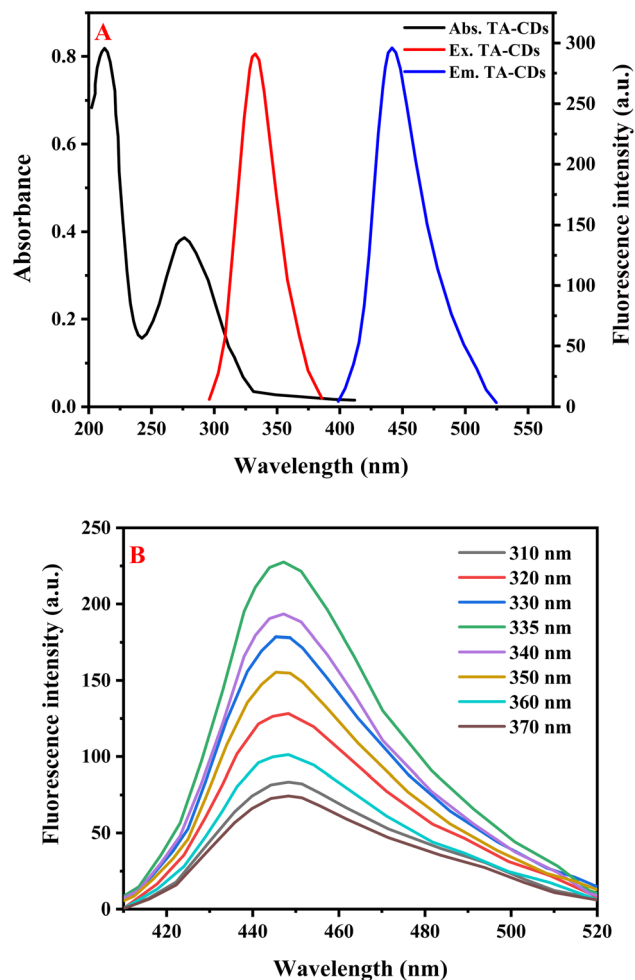 A
Abs. TA-CDs
Ex. TA-CDs
Em. TA-CDs
0.8
0.6
0.4
0.2
0.0
Absorbance
300
250
200
150
100
50
0
Fluorescence intensity (a.u.)
200 250 300 350 400 450 500 550
Wavelength (nm)
B
310 nm
320 nm
330 nm
335 nm
340 nm
350 nm
360 nm
370 nm
250
200
150
100
50
0
Fluorescence intensity (a.u.)
420 440 460 480 500 520
Wavelength (nm)